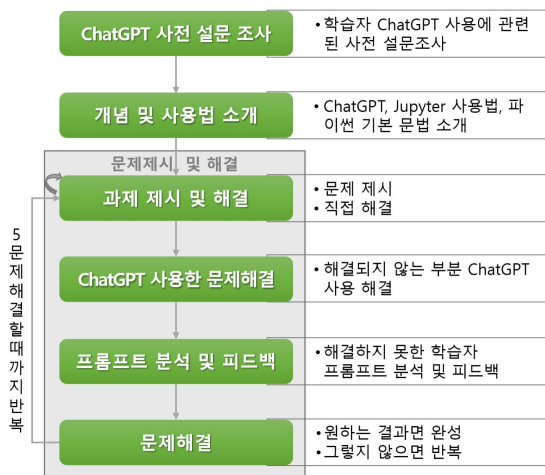 ChatGPT 사전 설문 조사
•학습자 ChatGPT 사용에 관련
된 사전 설문조사
개념 및 사용법 소개
•ChatGPT, Jupyter 사용법, 파
이썬 기본 문법 소개
문제제시 및 해결
과제 제시 및 해결
•문제 제시
•직접 해결
ChatGPT 사용한 문제해결
•해결되지 않는 부분 ChatGPT
사용 해결
프롬프트 분석 및 피드백
•해결하지 못한 학습자
프롬프트 분석 및 피드백
문제해결
•원하는 결과면 완성
•그렇지 않으면 반복
5문제해결할때까지반복